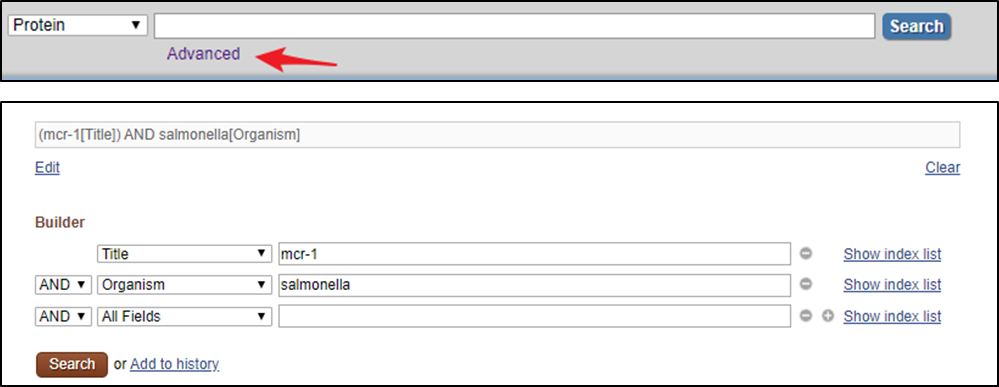 Protein Search
Advanced
(mcr-1[Title]) AND salmonella[Organism]
Edit Clear
Builder
Title mcr-1 Show index list
AND Organism salmonella Show index list
AND All Fields Show index list
Search or Add to history